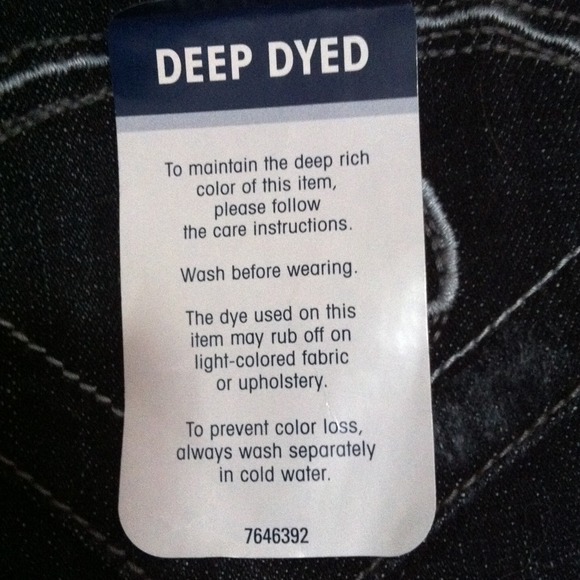 DEEP DYED
To maintain the deep rich
color of this item,
please follow
the care instructions.
Wash before wearing.
The dye used on this
item may rub off on
light-colored fabric
or upholstery.
To prevent color loss,
always wash separately
in cold water.
7646392